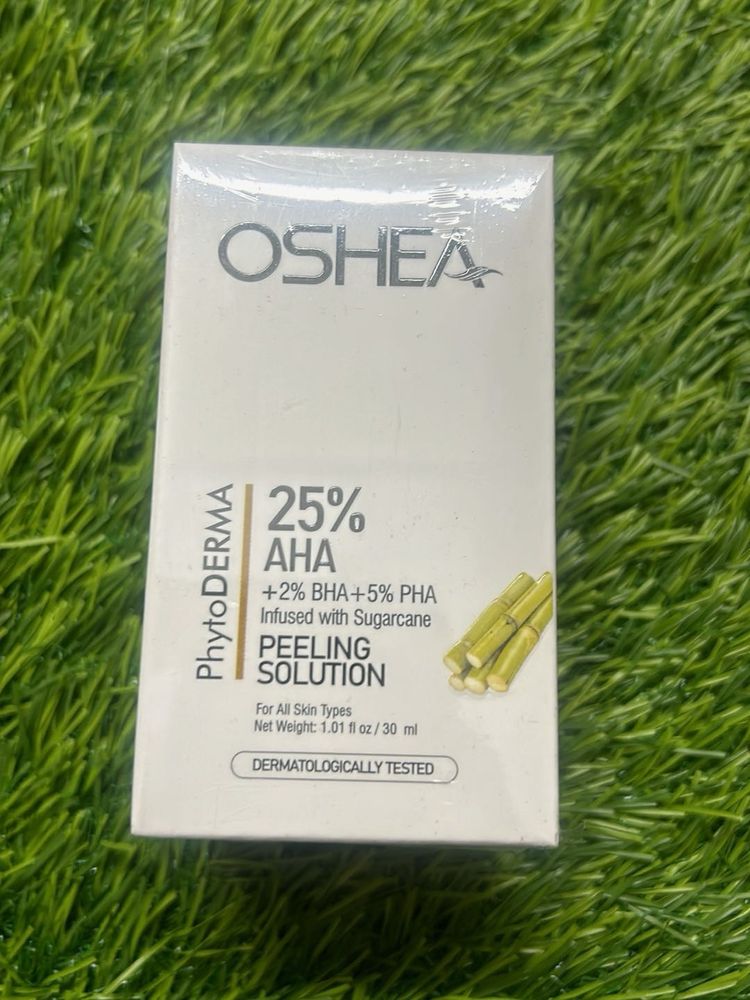 OSHEA
PhytoDERMA
25%
AHA
+2% BHA+5% PHA
Infused with Sugarcane
PEELING
SOLUTION
For All Skin Types
Net Weight: 1.01 fl oz / 30 ml
DERMATOLOGICALLY TESTED